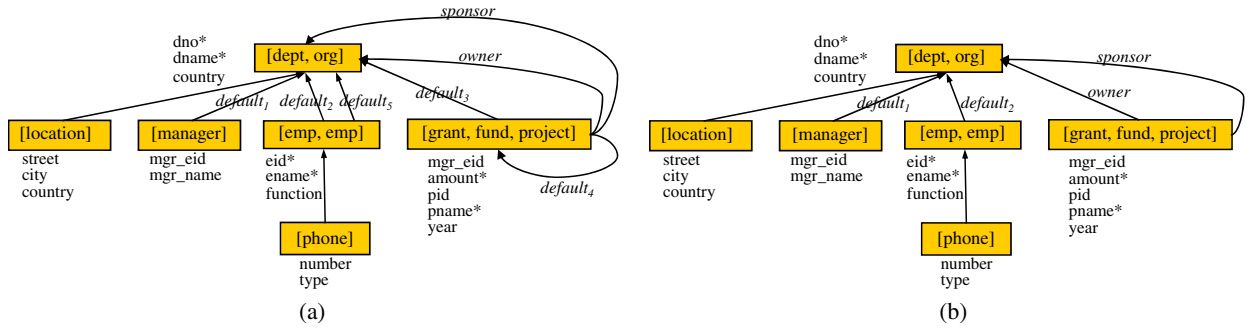 sponsor
dno*
dname*
country
[dept, org]
owner
default1
default2
default5
default3
[location]
[manager]
[emp, emp]
[grant, fund, project]
street
city
country
mgr_eid
mgr_name
eid*
ename*
function
mgr_eid
amount*
pid
pname*
year
default4
[phone]
number
type
(a)
dno*
dname*
country
[dept, org]
sponsor
default1
default2
owner
[location]
[manager]
[emp, emp]
[grant, fund, project]
street
city
country
mgr_eid
mgr_name
eid*
ename*
function
mgr_eid
amount*
pid
pname*
year
[phone]
number
type
(b)